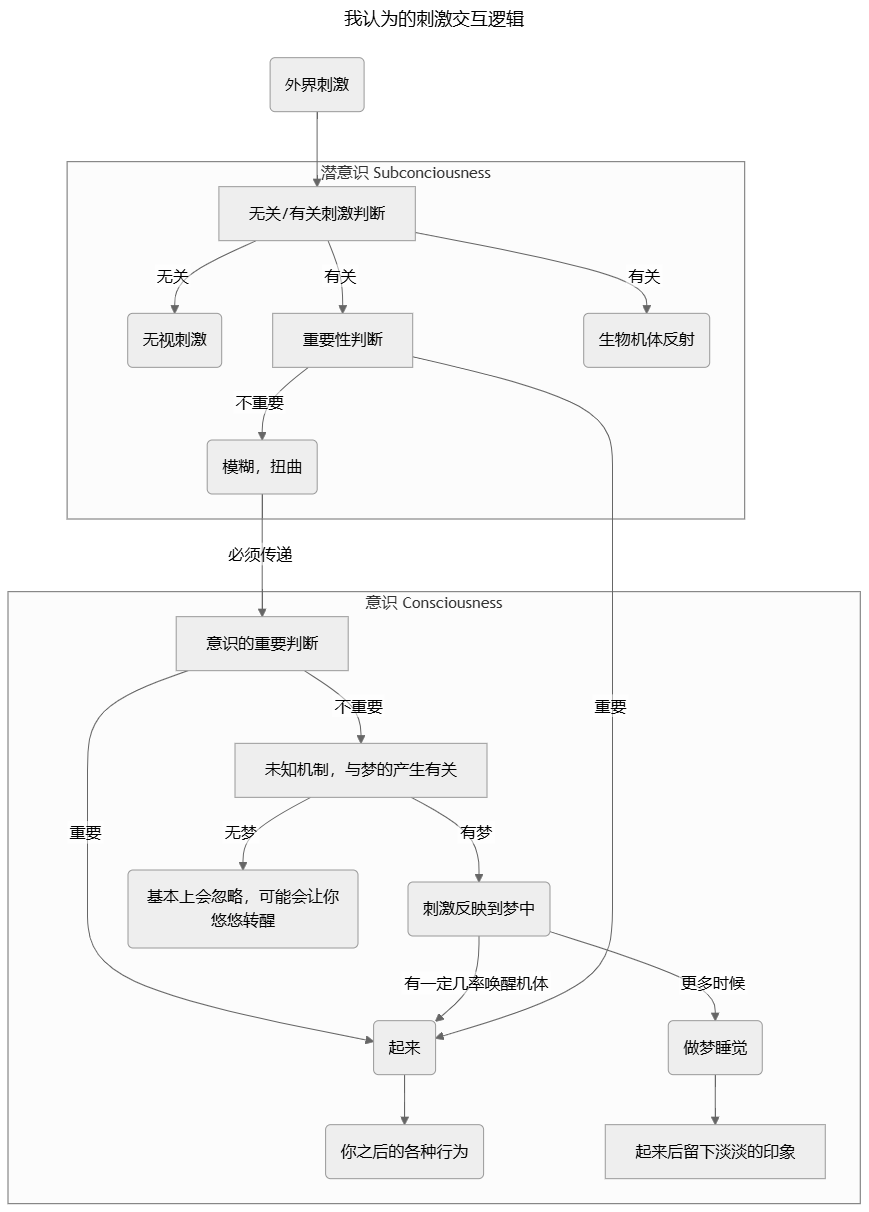 我认为的刺激交互逻辑
外界刺激
潜意识 Subconciousness
无关/有关刺激判断
无关
有关
有关
无视刺激
重要性判断
生物机体反射
不重要
模糊，扭曲
必须传递
意识 Consciousness
意识的重要判断
不重要
重要
未知机制，与梦的产生有关
重要
无梦
有梦
基本上会忽略，可能会让你
悠悠转醒
刺激反映到梦中
有一定几率唤醒机体
更多时候
起来
做梦睡觉
你之后的各种行为
起来后留下淡淡的印象